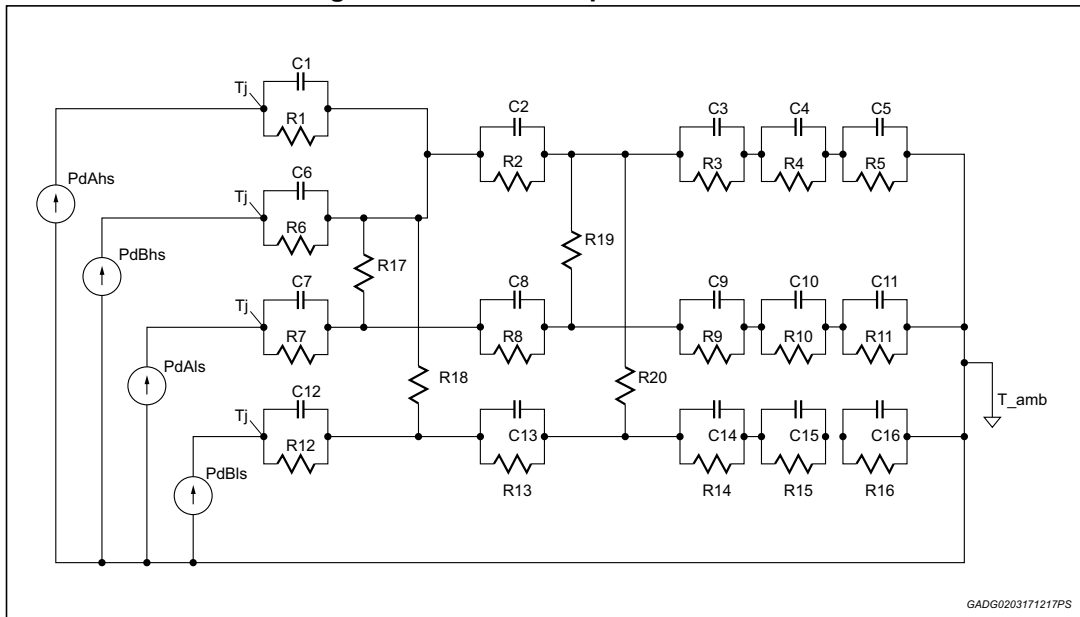 C1
Tj
R1
C2
C3
C4
C5
R2
R3
R4
R5
PdAhs
C6
Tj
R6
PdBhs
R17
R19
C7
Tj
R7
C8
R8
C9
C10
C11
R9
R10
R11
PdAls
R18
R20
C12
Tj
R12
T_amb
C13
C14
C15
C16
PdBls
R13
R14
R15
R16
GADG0203171217PS